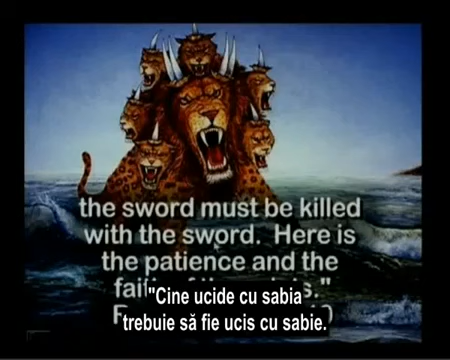 the sword must be killed
with the sword. Here is
the patience and the
"Cine ucide cu sabia
trebuie să fie ucis cu sabie.